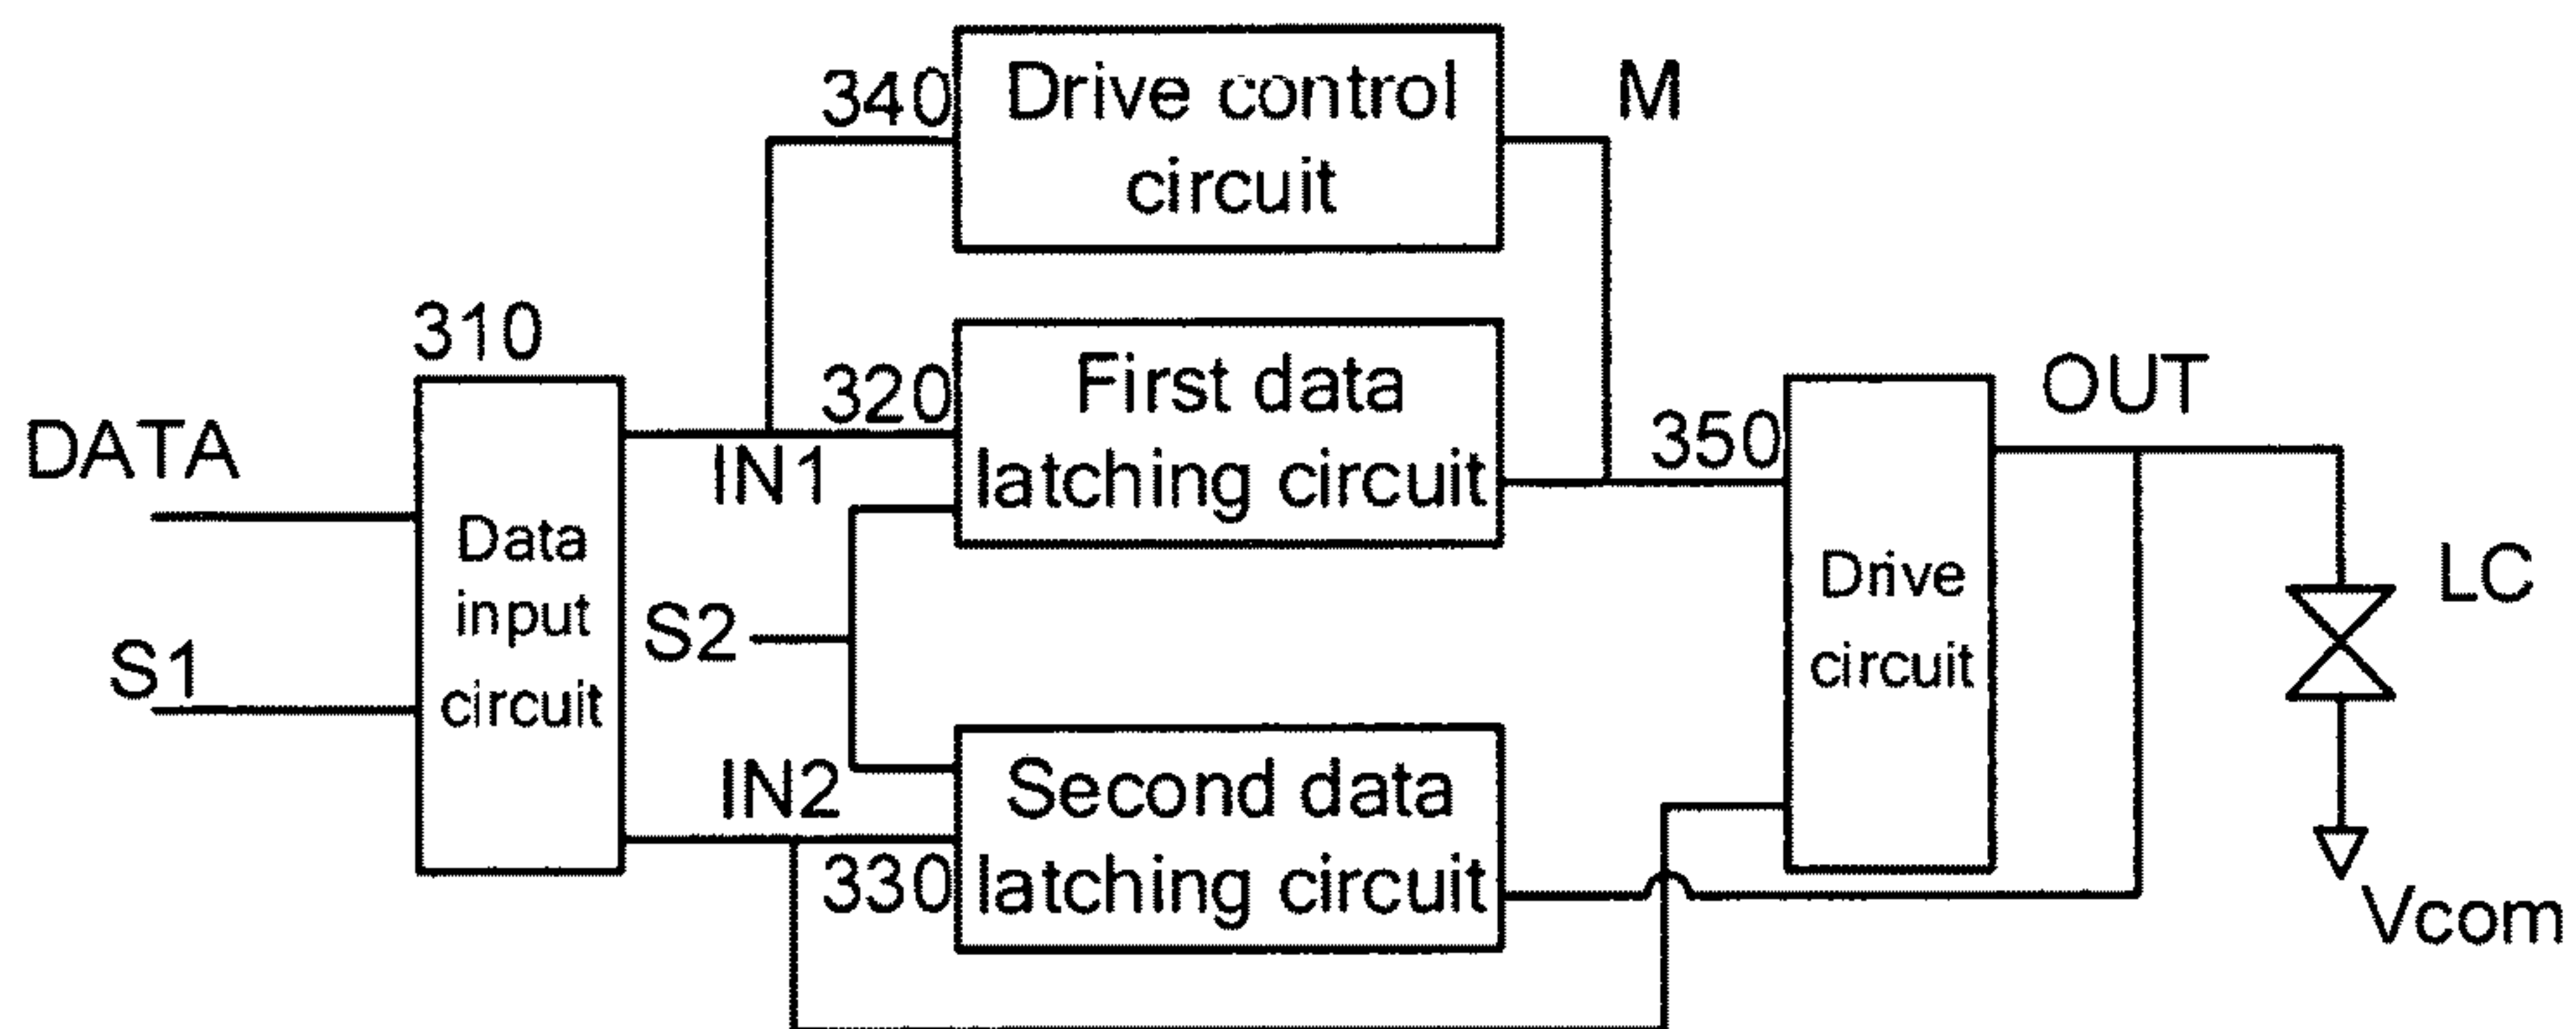 340
Drive control
circuit
M
310
320
First data
latching circuit
350
OUT
DATA
IN1
Data
input
circuit
S1
S2
Drive
circuit
LC
IN2
330
Second data
latching circuit
Vcom